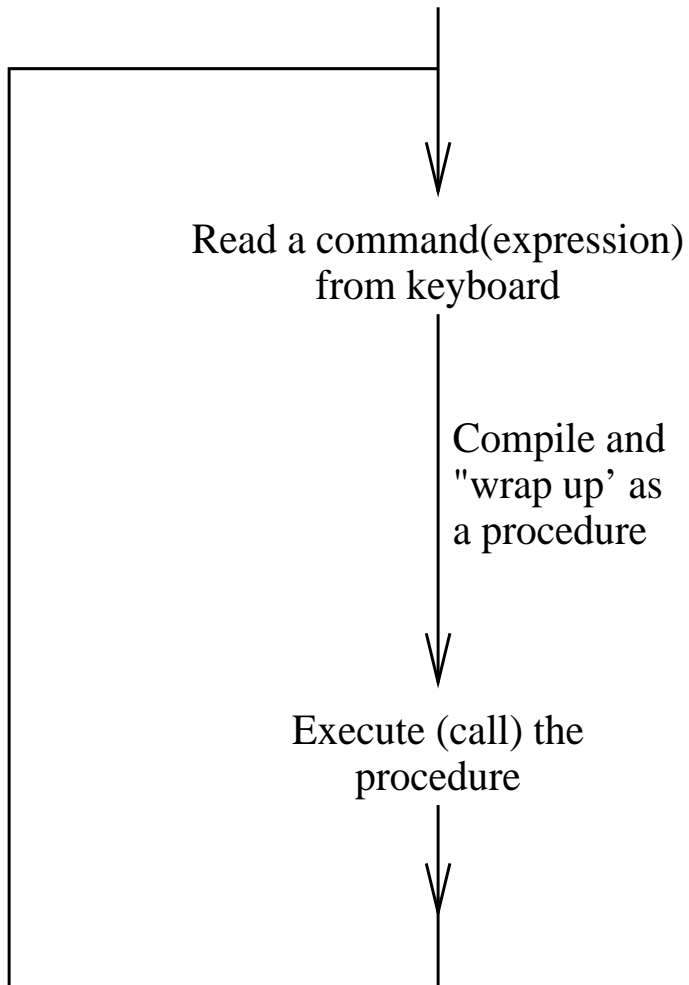 Read a command(expression)
from keyboard
Compile and
"wrap up’ as
a procedure
Execute (call) the
procedure